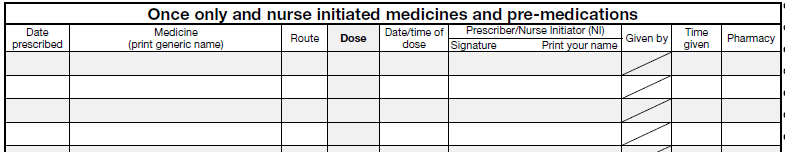 Once only and nurse initiated medicines and pre-medications
Date prescribed
Medicine (print generic name)
Route
Dose
Date/time of dose
Prescriber/Nurse Initiator (NI)
Signature
Print your name
Given by
Time given
Pharmacy